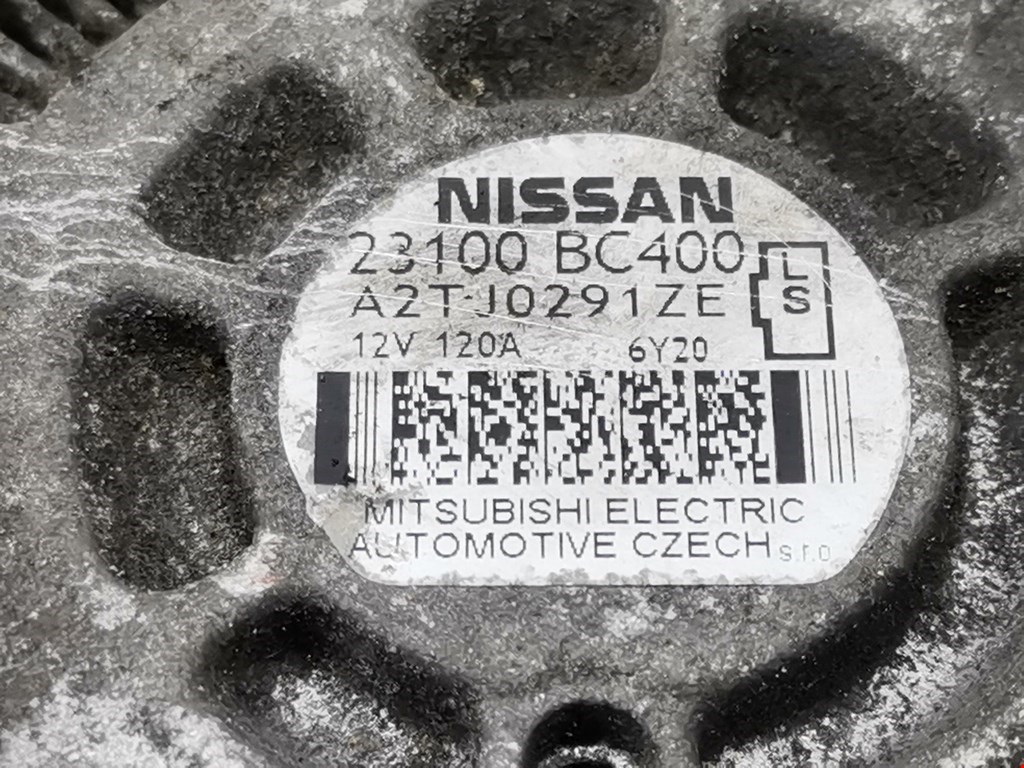 NISSAN
23100 BC400
A2TJ0291ZE
12V 120A 6Y20
L
S
MITSUBISHI ELECTRIC
AUTOMOTIVE CZECH s.r.o